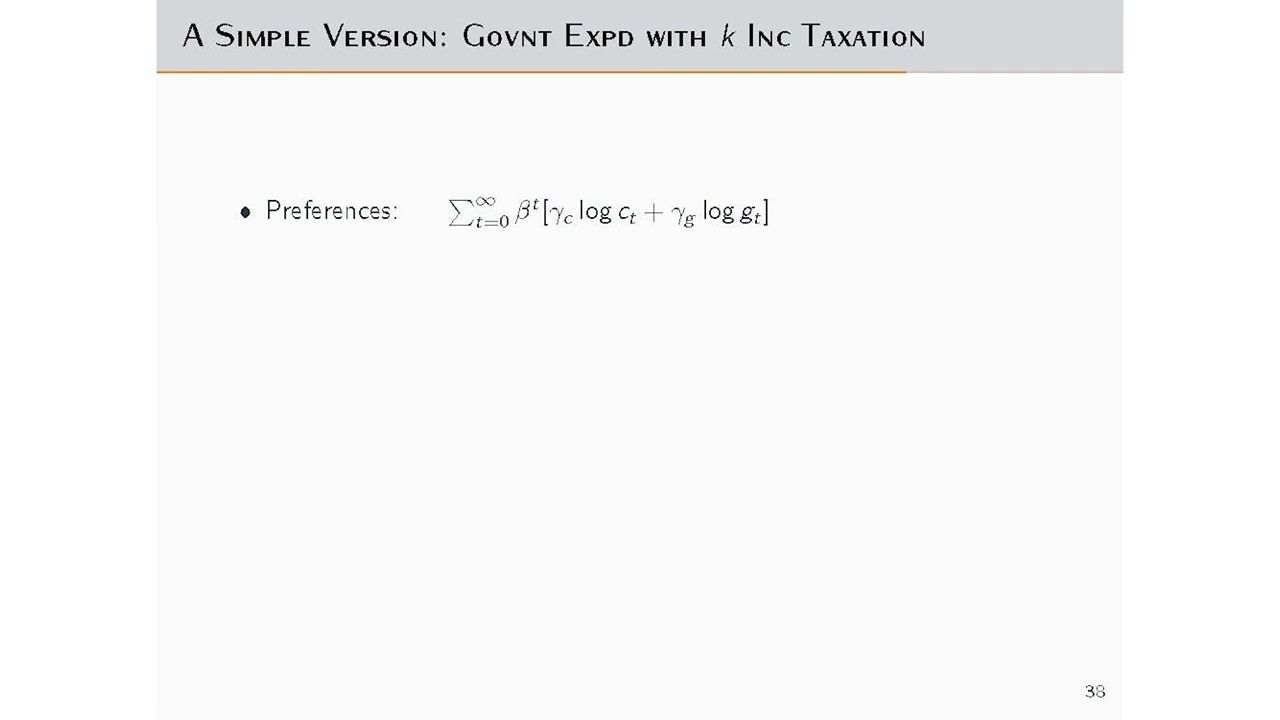 A Simple Version: Govnt Expd with k Inc Taxation
• Preferences: ∑_{t=0}^{∞} β^t[γ_c log c_t + γ_g log g_t]
38